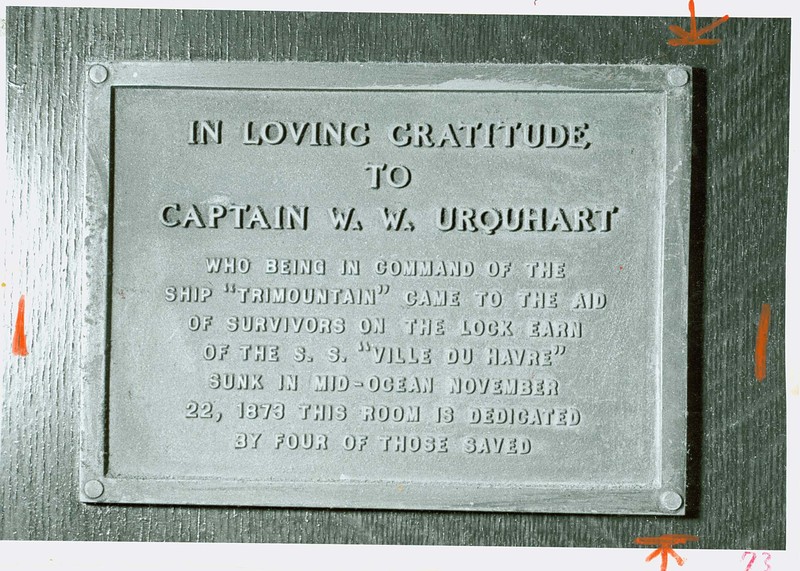 IN LOVING GRATITUDE
TO
CAPTAIN W. W. URQUHART
WHO BEING IN COMMAND OF THE
SHIP "TRIMOUNTAIN" CAME TO THE AID
OF SURVIVORS ON THE LOCK EARN
OF THE S. S. "VILLE DU HAVRE"
SUNK IN MID-OCEAN NOVEMBER
22, 1873 THIS ROOM IS DEDICATED
BY FOUR OF THOSE SAVED
73